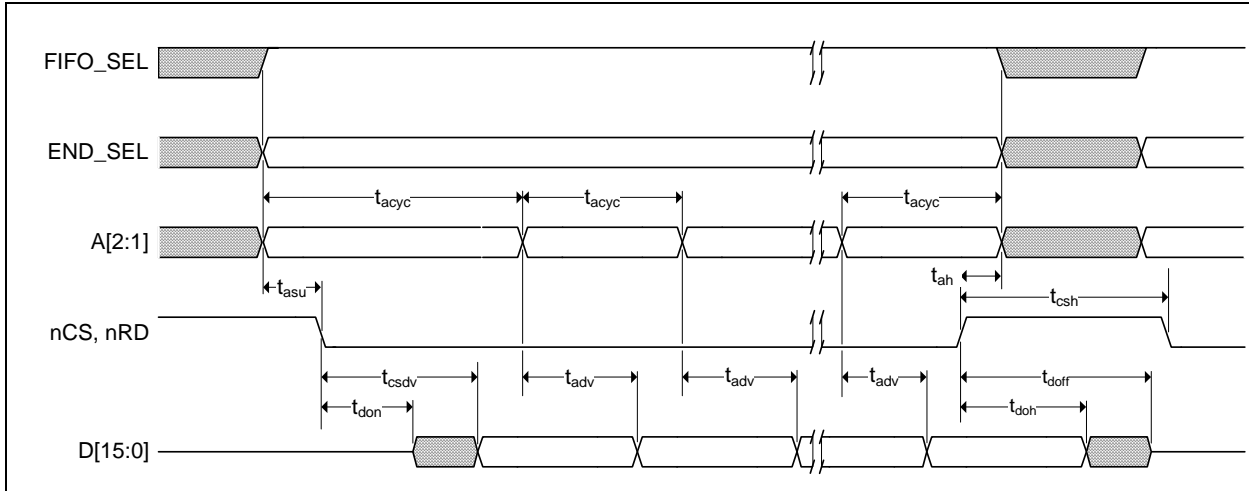 FIFO_SEL
END_SEL
tacyc tacyc tacyc
A[2:1]
tah
tasu tcsh
nCS, nRD
tcsdv tadv tadv tadv tdoff
tdon tdoh
D[15:0]